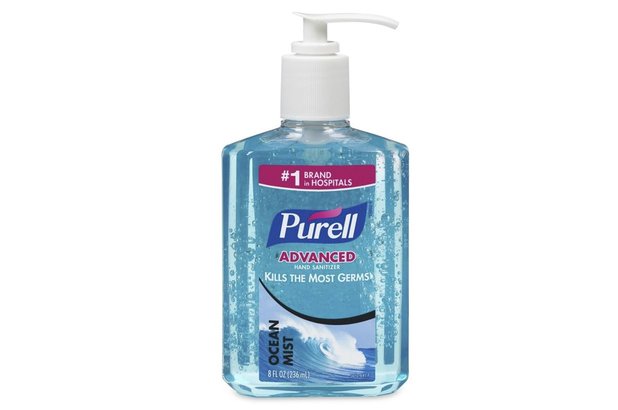 #1 BRAND
in HOSPITALS
Purell
ADVANCED
HAND SANITIZER
KILLS THE MOST GERMS
OCEAN
MIST
8 FL OZ (236 mL)